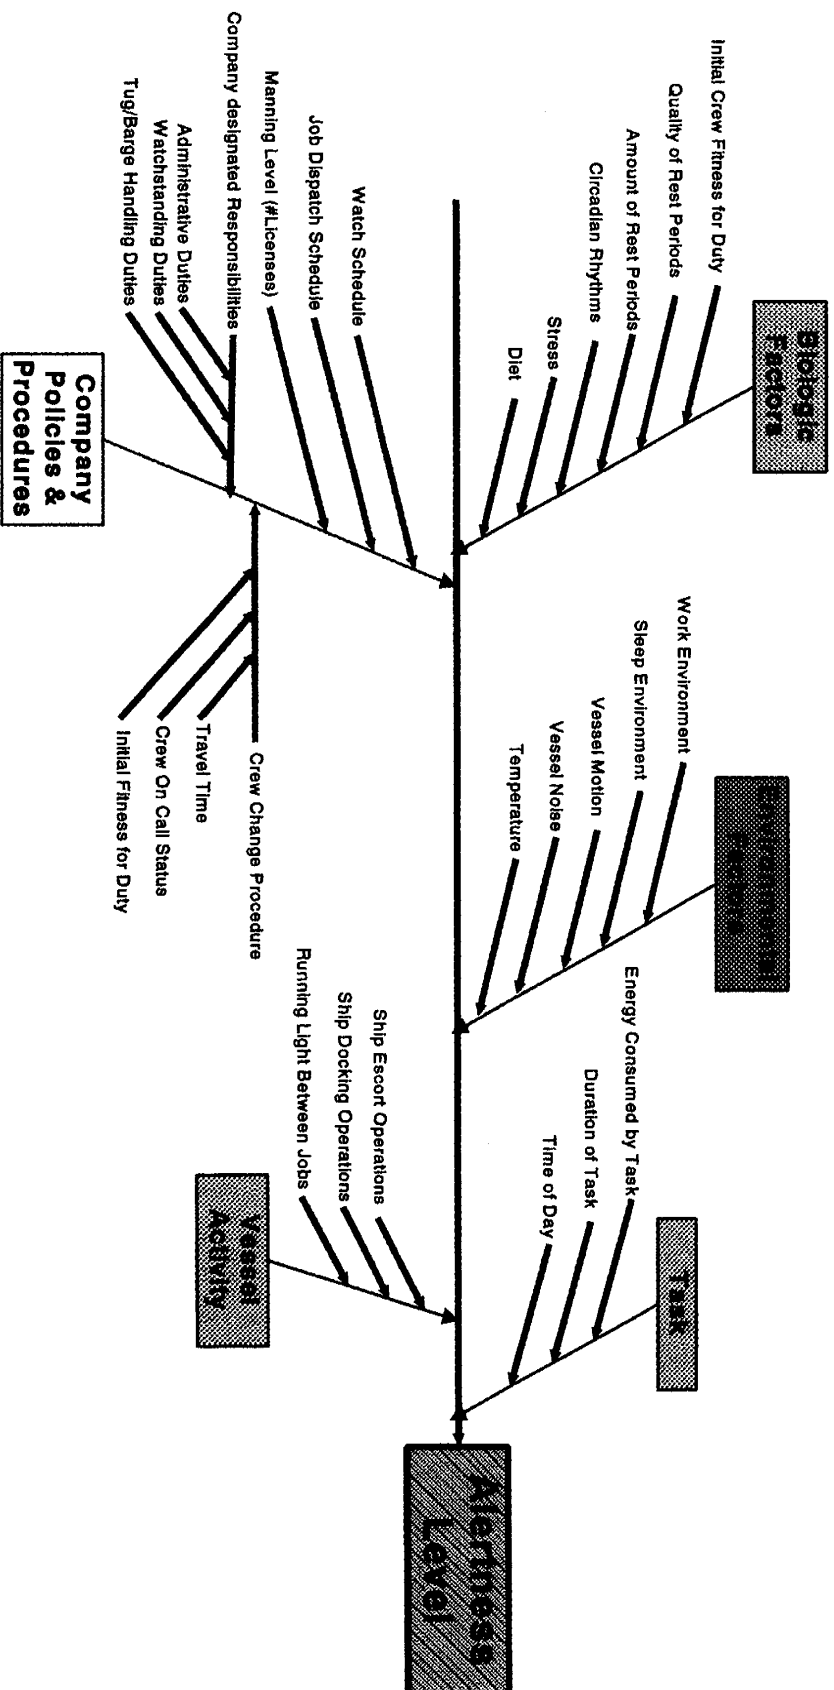 Biologic
Factors
Initial Crew Fitness for Duty
Quality of Rest Periods
Amount of Rest Periods
Circadian Rhythms
Stress
Diet
Environmental
Factors
Work Environment
Sleep Environment
Vessel Motion
Vessel Noise
Temperature
Task
Energy Consumed by Task
Duration of Task
Time of Day
Alertness
Level
Watch Schedule
Job Dispatch Schedule
Manning Level (#Licenses)
Company designated Responsibilities
Administrative Duties
Watchstanding Duties
Tug/Barge Handling Duties
Company
Policies &
Procedures
Crew Change Procedure
Travel Time
Crew On Call Status
Initial Fitness for Duty
Ship Escort Operations
Ship Docking Operations
Running Light Between Jobs
Vessel
Activity